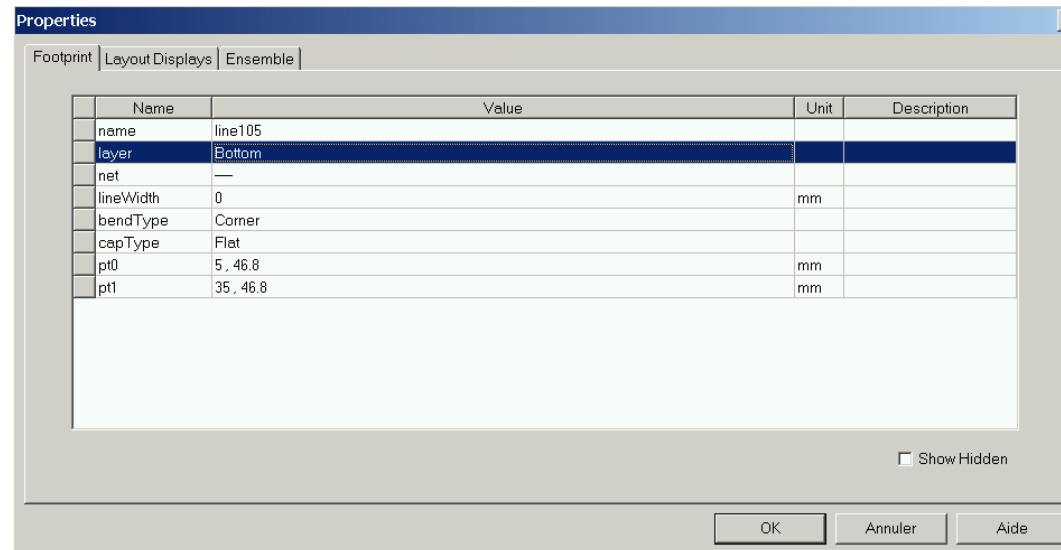 Properties
Footprint Layout Displays Ensemble
Name Value Unit Description
name line105
layer Bottom
net —
lineWidth 0 mm
bendType Corner
capType Flat
pt0 5 , 46.8 mm
pt1 35 , 46.8 mm
Show Hidden
OK Annuler Aide